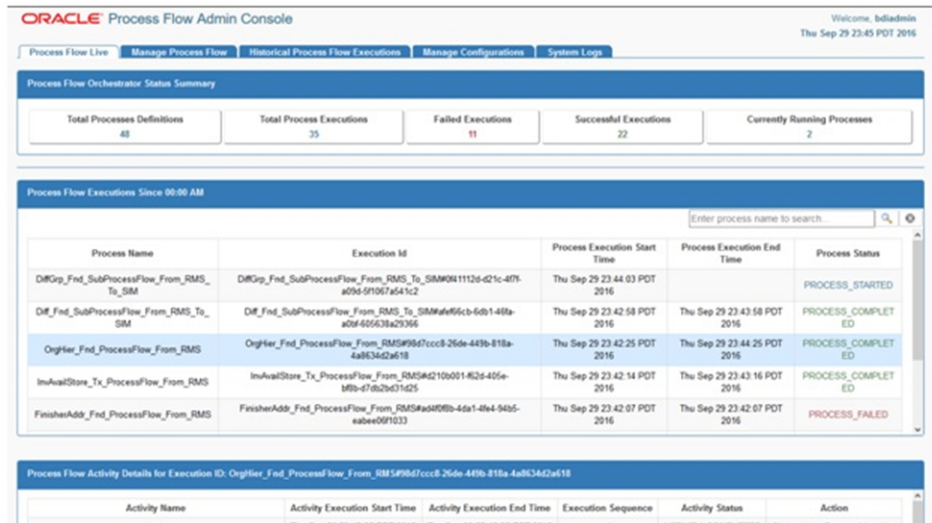 ORACLE Process Flow Admin Console
Welcome, bdiadmin
Thu Sep 29 23:45 PDT 2016
Process Flow Live Manage Process Flow Historical Process Flow Executions Manage Configurations System Logs
Process Flow Orchestrator Status Summary
Total Processes Definitions Total Process Executions Failed Executions Successful Executions Currently Running Processes
48 35 11 22 2
Process Flow Executions Since 00:00 AM
Enter process name to search...
Process Name Execution Id Process Execution Start Time Process Execution End Time Process Status
DiffGrp_Fnd_SubProcessFlow_From_RMS_To_SIM DiffGrp_Fnd_SubProcessFlow_From_RMS_To_SIM#0f41112d-d21c-4f7f-a09d-5f1067a541c2 Thu Sep 29 23:44:03 PDT 2016 PROCESS_STARTED
Diff_Fnd_SubProcessFlow_From_RMS_To_SIM Diff_Fnd_SubProcessFlow_From_RMS_To_SIM#afef66cb-6db1-46fa-a0bf-605638a29366 Thu Sep 29 23:42:58 PDT 2016 Thu Sep 29 23:43:58 PDT 2016 PROCESS_COMPLETED
OrgHier_Fnd_ProcessFlow_From_RMS OrgHier_Fnd_ProcessFlow_From_RMS#98d7ccc8-26de-449b-818a-4a8634d2a618 Thu Sep 29 23:42:25 PDT 2016 Thu Sep 29 23:44:25 PDT 2016 PROCESS_COMPLETED
InvAvailStore_Tx_ProcessFlow_From_RMS InvAvailStore_Tx_ProcessFlow_From_RMS#d210b001-f62d-405e-bf8b-d7db2bd31d25 Thu Sep 29 23:42:14 PDT 2016 Thu Sep 29 23:43:16 PDT 2016 PROCESS_COMPLETED
FinisherAddr_Fnd_ProcessFlow_From_RMS FinisherAddr_Fnd_ProcessFlow_From_RMS#ad4f0f8b-4da1-4fe4-94b5-eabee06f1033 Thu Sep 29 23:42:07 PDT 2016 Thu Sep 29 23:42:07 PDT 2016 PROCESS_FAILED
Process Flow Activity Details for Execution ID: OrgHier_Fnd_ProcessFlow_From_RMS#98d7ccc8-26de-449b-818a-4a8634d2a618
Activity Name Activity Execution Start Time Activity Execution End Time Execution Sequence Activity Status Action